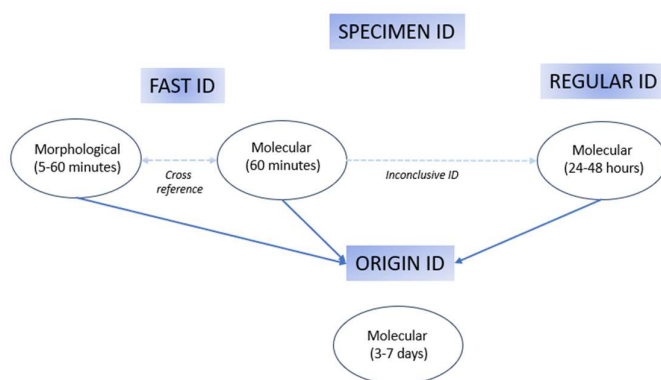 SPECIMEN ID
FAST ID
REGULAR ID
Morphological
(5-60 minutes)
Cross
reference
Molecular
(60 minutes)
Inconclusive ID
Molecular
(24-48 hours)
ORIGIN ID
Molecular
(3-7 days)